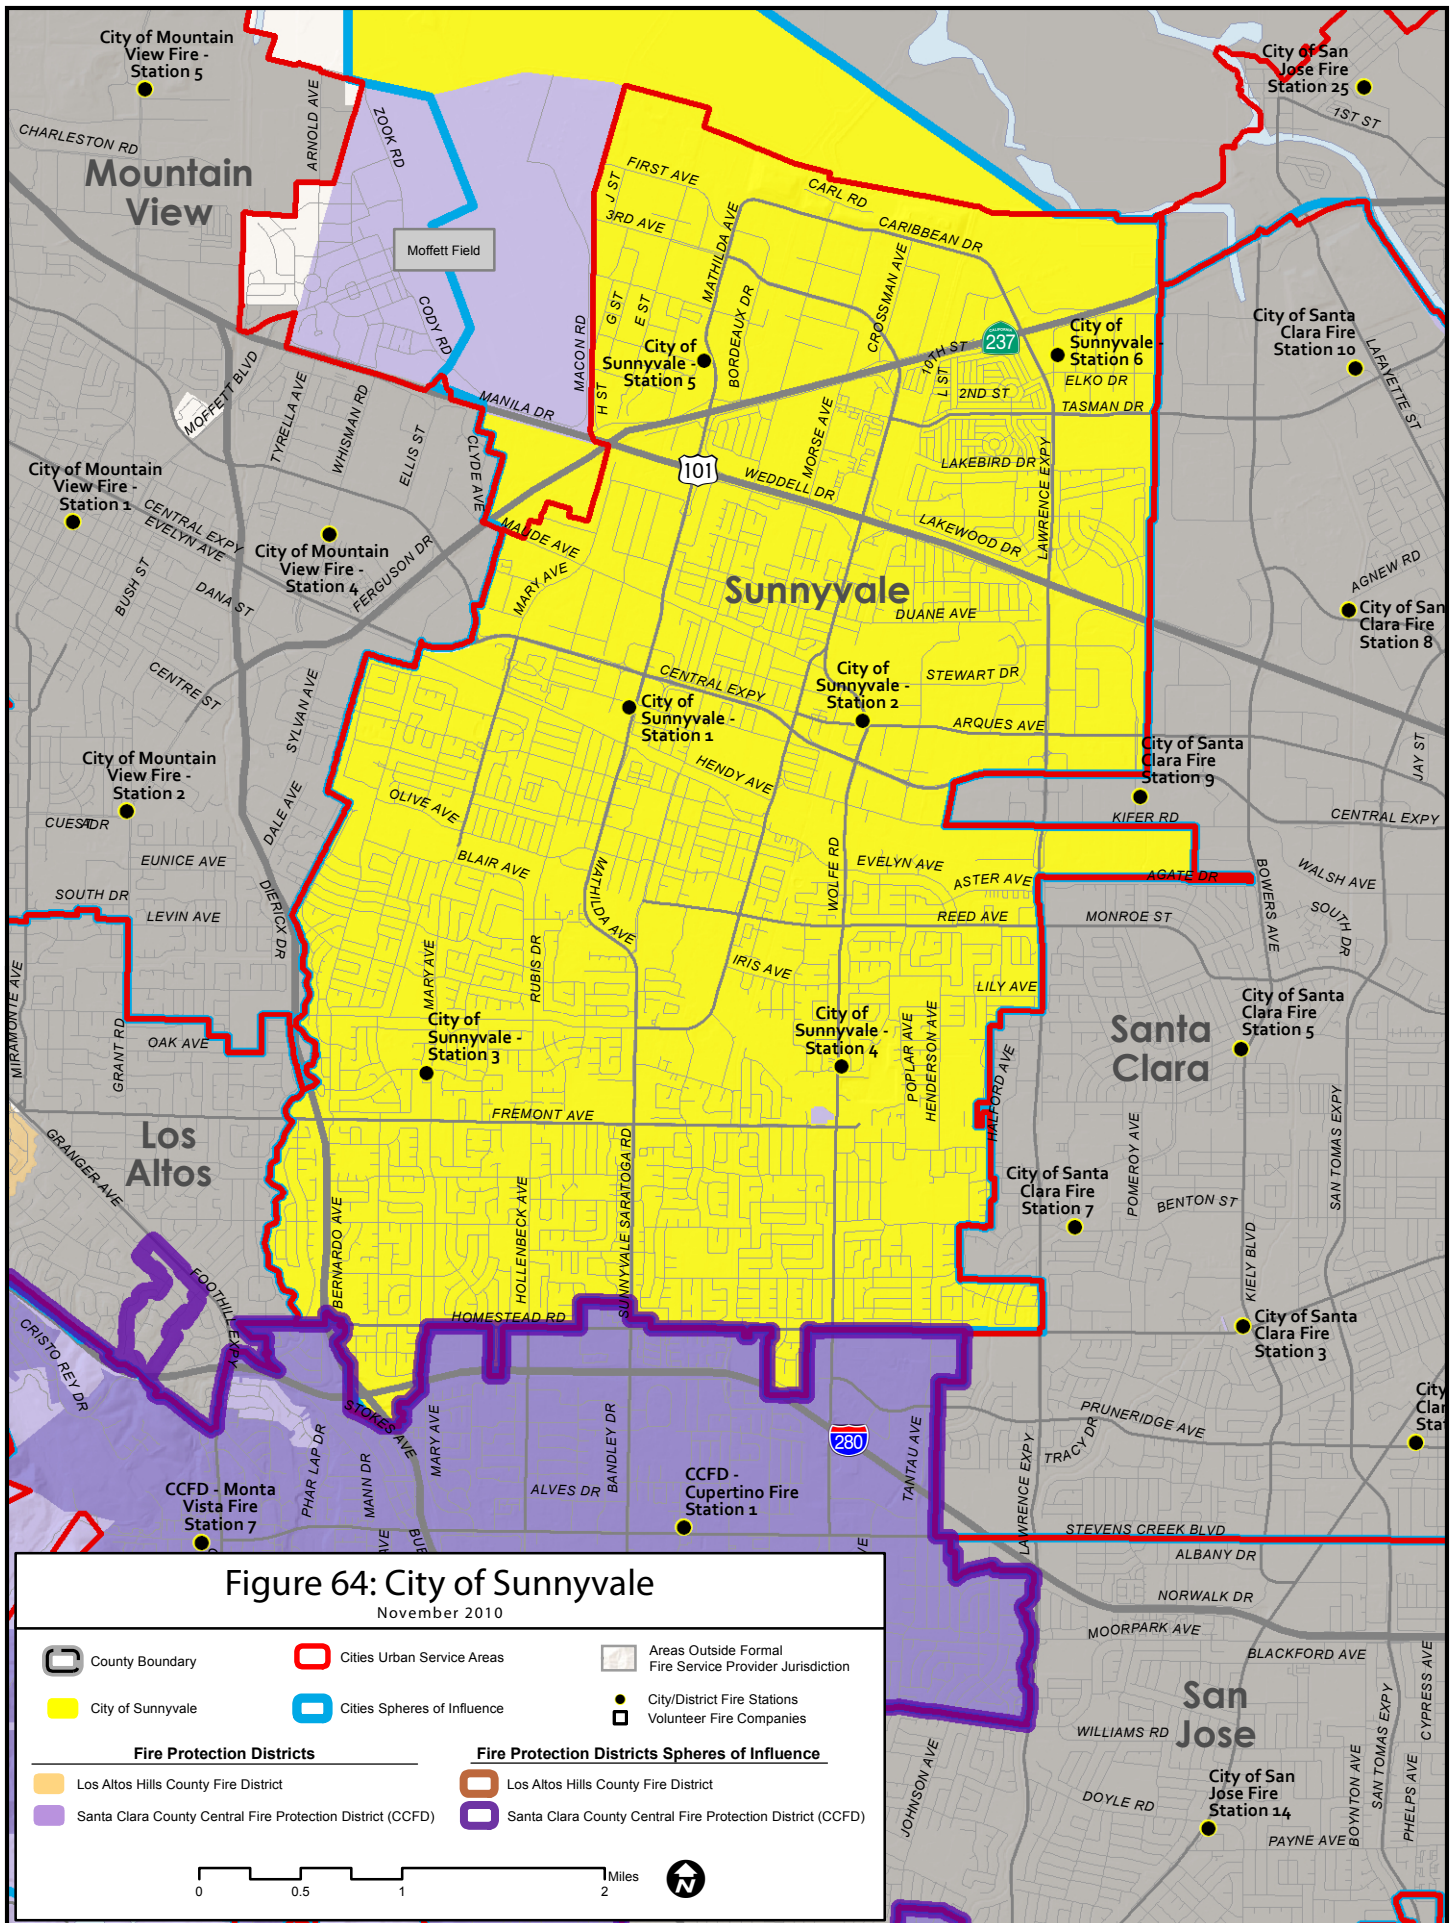 City of Mountain
View Fire -
Station 5
City of San
Jose Fire
Station 25
1ST ST
CHARLESTON RD
ARNOLD AVE
ZOOK RD
Mountain
View
FIRST AVE
J ST
3RD AVE
CARL RD
CARIBBEAN DR
MATHILDA AVE
Moffett Field
CROSSMAN AVE
BORDEAUX DR
G ST
E ST
CODY RD
MACON RD
H ST
City of
Sunnyvale -
Station 5
CALIFORNIA
237
City of
Sunnyvale -
Station 6
10TH ST
L ST
2ND ST
ELKO DR
TASMAN DR
City of Santa
Clara Fire
Station 10
LAFAYETTE ST
MOFFETT BLVD
TYRELLA AVE
WHISMAN RD
ELLIS ST
CLYDE AVE
MANILA DR
MORSE AVE
LAKEBIRD DR
LAWRENCE EXPY
101
WEDDELL DR
LAKEWOOD DR
City of Mountain
View Fire -
Station 1
CENTRAL EXPY
EVELYN AVE
City of Mountain
View Fire -
Station 4
FERGUSON DR
MAUDE AVE
MARY AVE
BUSH ST
DANA ST
Sunnyvale
DUANE AVE
AGNEW RD
City of San
Clara Fire
Station 8
CENTRE ST
SYLVAN AVE
CENTRAL EXPY
City of
Sunnyvale -
Station 2
STEWART DR
City of
Sunnyvale -
Station 1
ARQUES AVE
City of Santa
Clara Fire
Station 9
JAY ST
City of Mountain
View Fire -
Station 2
HENDY AVE
OLIVE AVE
DALE AVE
KIFER RD
CENTRAL EXPY
EUNICE AVE
BLAIR AVE
MATHILDA AVE
WOLFE RD
EVELYN AVE
ASTER AVE
AGATE DR
BOWERS AVE
WALSH AVE
SOUTH DR
SOUTH DR
LEVIN AVE
DIERICX DR
REED AVE
MONROE ST
MIRAMONTE AVE
MARY AVE
RUBIS DR
IRIS AVE
LILY AVE
City of
Sunnyvale -
Station 3
City of
Sunnyvale -
Station 4
POPLAR AVE
HENDERSON AVE
HALFORD AVE
Santa
Clara
City of Santa
Clara Fire
Station 5
GRANT RD
OAK AVE
FREMONT AVE
Los
Altos
GRANGER AVE
SAN TOMAS EXPY
POMEROY AVE
City of Santa
Clara Fire
Station 7
BENTON ST
KIELY BLVD
BERNARDO AVE
HOLLENBECK AVE
SUNNYVALE SARATOGA RD
FOOTHILL EXPY
HOMESTEAD RD
CRISTO REY DR
City of Santa
Clara Fire
Station 3
City
Clar
Sta
STOKES AVE
MARY AVE
BANDLEY DR
280
TANTAU AVE
PRUNERIDGE AVE
TRACY DR
LAWRENCE EXPY
PHAR LAP DR
MANN DR
ALVES DR
CCFD - Monta
Vista Fire
Station 7
CCFD -
Cupertino Fire
Station 1
STEVENS CREEK BLVD
ALBANY DR
NORWALK DR
MOORPARK AVE
BLACKFORD AVE
San
Jose
WILLIAMS RD
SAN TOMAS EXPY
CYPRESS AVE
JOHNSON AVE
DOYLE RD
City of San
Jose Fire
Station 14
BOYNTON AVE
PHELPS AVE
PAYNE AVE
Figure 64: City of Sunnyvale
November 2010
County Boundary
Cities Urban Service Areas
Areas Outside Formal
Fire Service Provider Jurisdiction
City of Sunnyvale
Cities Spheres of Influence
City/District Fire Stations
Volunteer Fire Companies
Fire Protection Districts
Fire Protection Districts Spheres of Influence
Los Altos Hills County Fire District
Los Altos Hills County Fire District
Santa Clara County Central Fire Protection District (CCFD)
Santa Clara County Central Fire Protection District (CCFD)
0 0.5 1 2 Miles
N